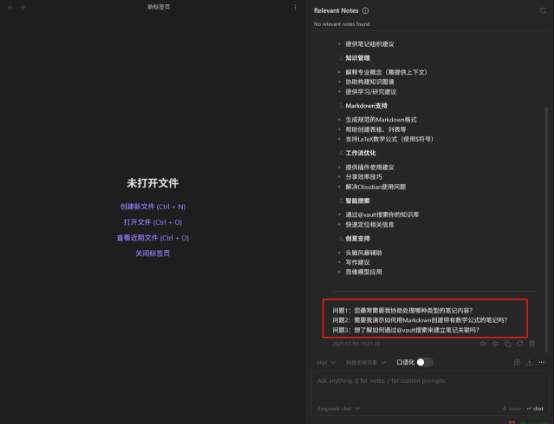 新标签页
未打开文件
创建新文件 (Ctrl + N)
打开文件 (Ctrl + O)
查看近期文件 (Ctrl + O)
关闭标签页
Relevant Notes
No relevant notes found
提供笔记组织建议
2. 知识管理
解释专业概念（需提供上下文）
协助构建知识图谱
提供学习/研究建议
3. Markdown支持
生成规范的Markdown格式
帮助创建表格、列表等
支持LaTeX数学公式（使用$符号）
4. 工作流优化
提供插件使用建议
分享效率技巧
解决Obsidian使用问题
5. 智能搜索
通过@vault搜索你的知识库
快速定位相关信息
6. 创意支持
头脑风暴辅助
写作建议
思维模型应用
问题1：您最常需要我协助处理哪种类型的笔记内容？
问题2：需要我演示如何用Markdown创建带有数学公式的笔记吗？
问题3：想了解如何通过@vault搜索来建立笔记关联吗？
2025/07/05 11:21:30
chat
口语化
Ask anything, [[ for notes, / for custom prompts.
deepseek-chat
chat